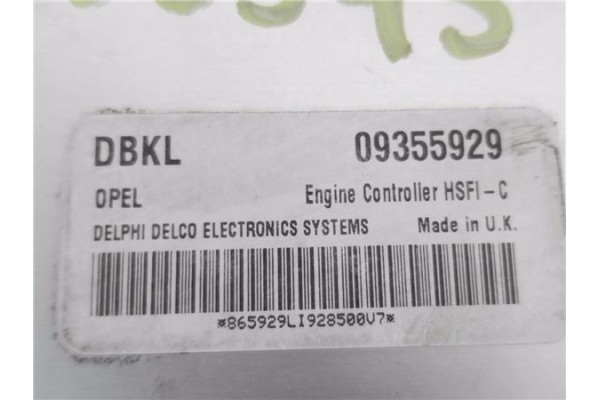 DBKL 09355929
OPEL Engine Controller HSFI-C
DELPHI DELCO ELECTRONICS SYSTEMS Made in U.K.
*865929LI928500V7*